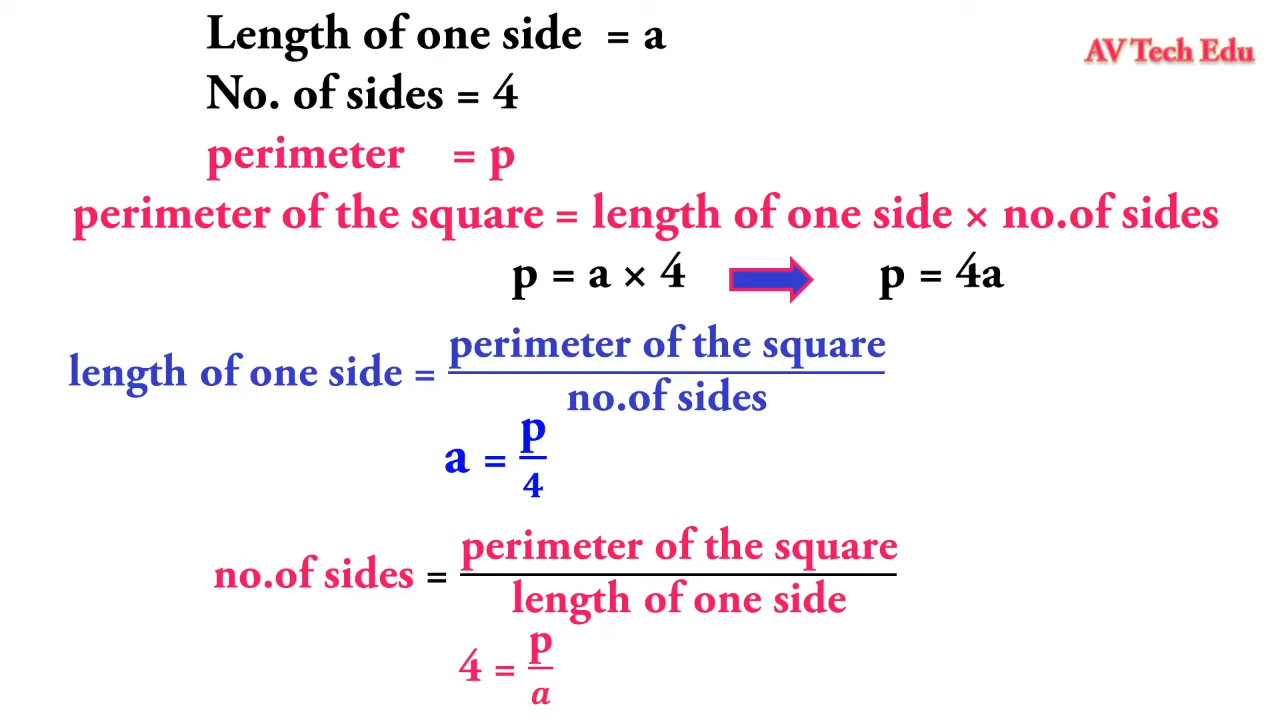 Length of one side = a
AV Tech Edu
No. of sides = 4
perimeter = p
perimeter of the square = length of one side × no.of sides
p = a × 4 p = 4a
length of one side = perimeter of the square
no.of sides
a = p
4
no.of sides = perimeter of the square
length of one side
4 = p
a